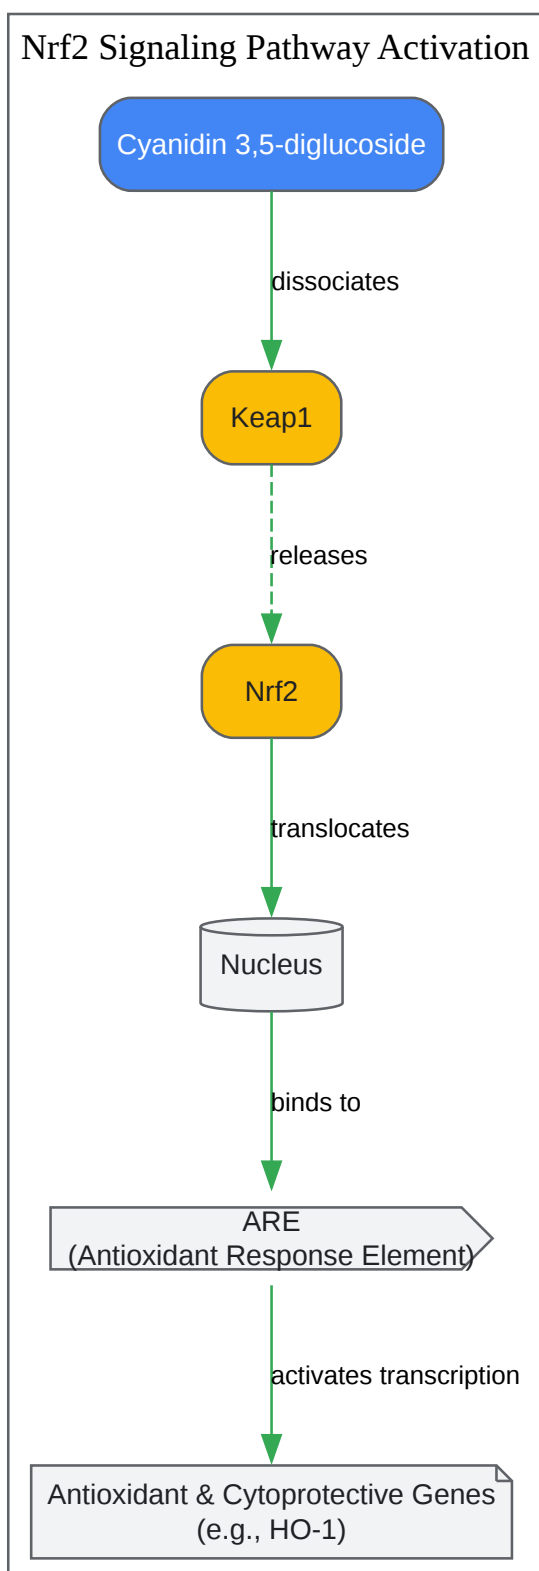 Nrf2 Signaling Pathway Activation
Cyanidin 3,5-diglucoside
dissociates
Keap1
releases
Nrf2
translocates
Nucleus
binds to
ARE
(Antioxidant Response Element)
activates transcription
Antioxidant & Cytoprotective Genes
(e.g., HO-1)